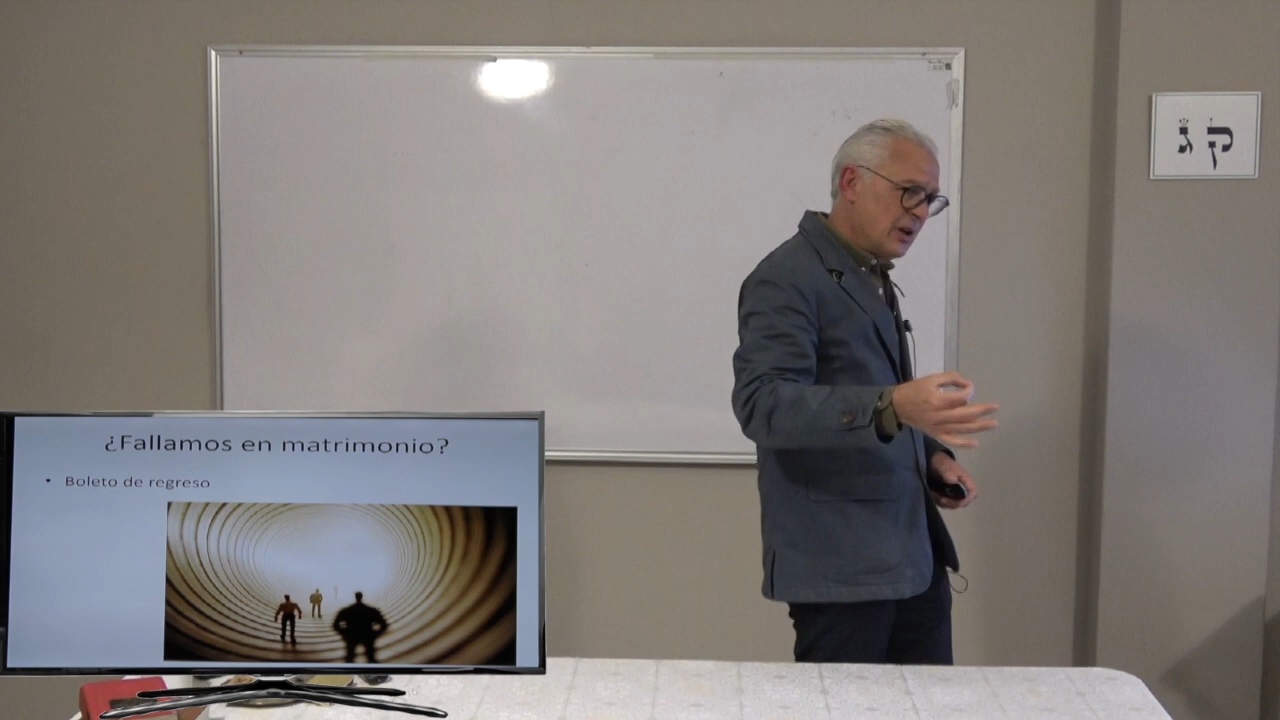 ¿Fallamos en matrimonio?
• Boleto de regreso
ק ג